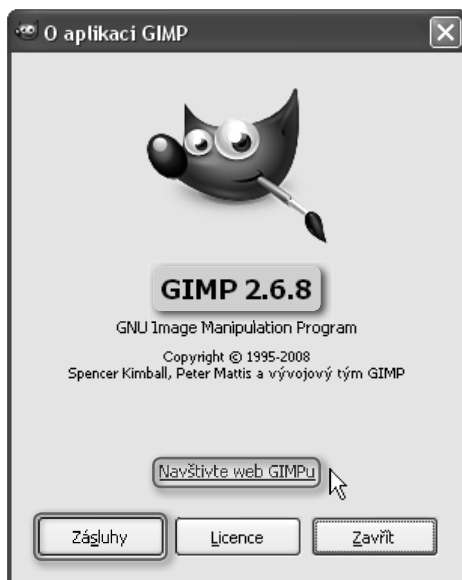 O aplikaci GIMP
GIMP 2.6.8
GNU Image Manipulation Program
Copyright © 1995-2008
Spencer Kimball, Peter Mattis a vývojový tým GIMP
Navštivte web GIMPu
Zásluhy Licence Zavřít